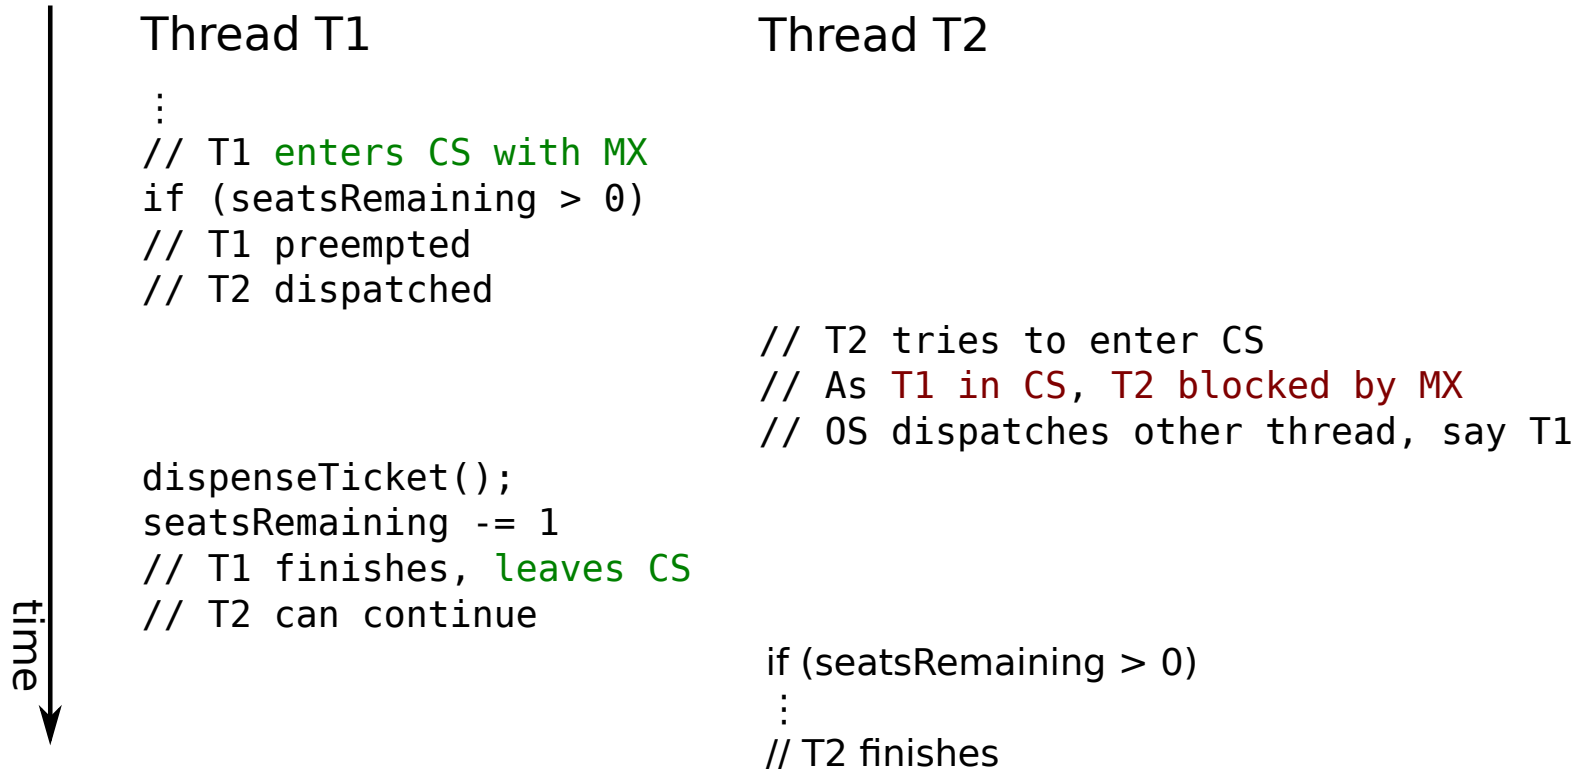 Thread T1
Thread T2
⋮
// T1 enters CS with MX
if (seatsRemaining > 0)
// T1 preempted
// T2 dispatched
// T2 tries to enter CS
// As T1 in CS, T2 blocked by MX
// OS dispatches other thread, say T1
dispenseTicket();
seatsRemaining -= 1
// T1 finishes, leaves CS
// T2 can continue
if (seatsRemaining > 0)
⋮
// T2 finishes
time